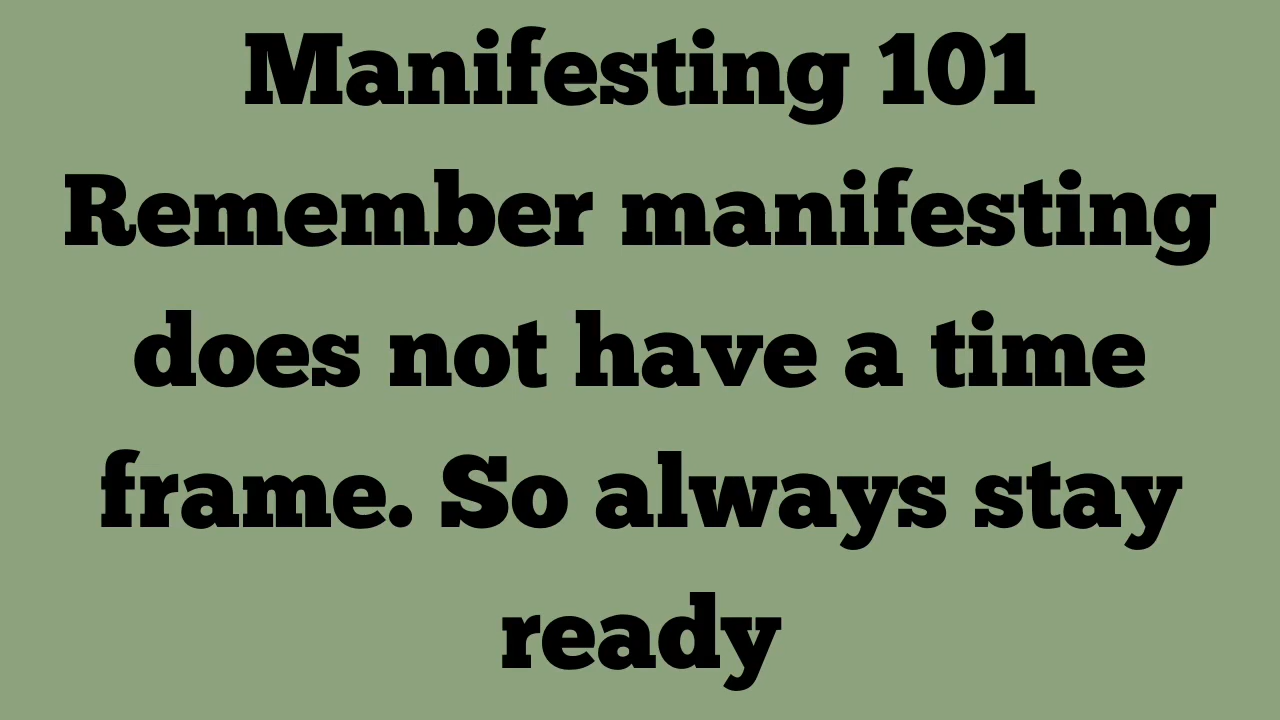 Manifesting 101
Remember manifesting
does not have a time
frame. So always stay
ready